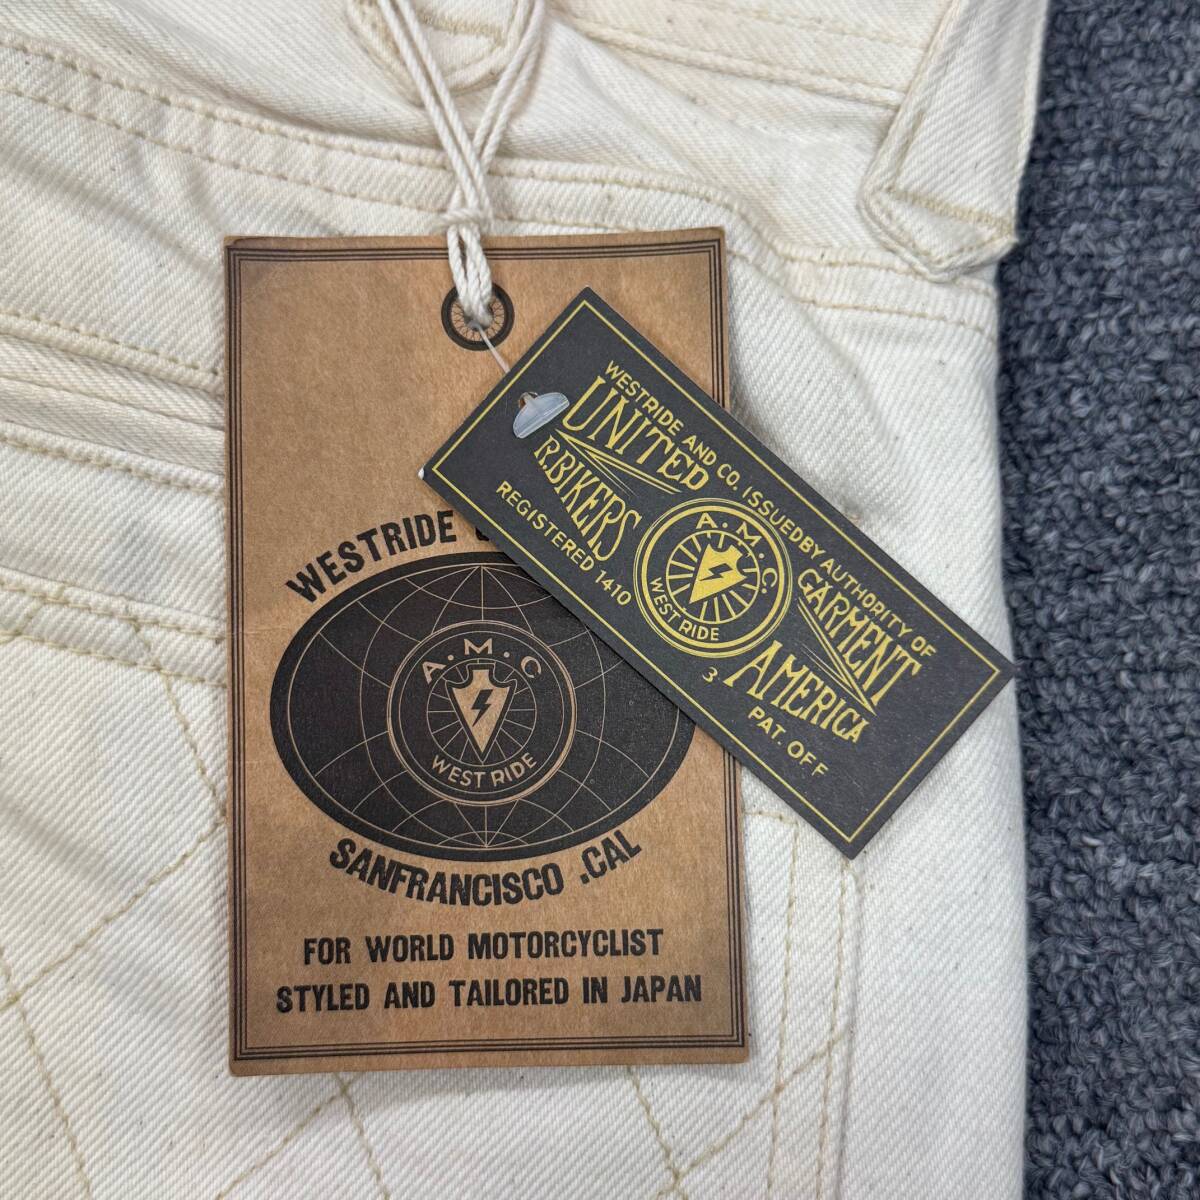 WESTRIDE
A.M.C
WEST RIDE
SANFRANCISCO .CAL
FOR WORLD MOTORCYCLIST
STYLED AND TAILORED IN JAPAN
WESTRIDE AND CO. ISSUEDBY AUTHORITY OF
UNITED GARMENT
R.BIKERS AMERICA
A.M.C.
WEST RIDE
REGISTERED 1410 3 PAT. OFF